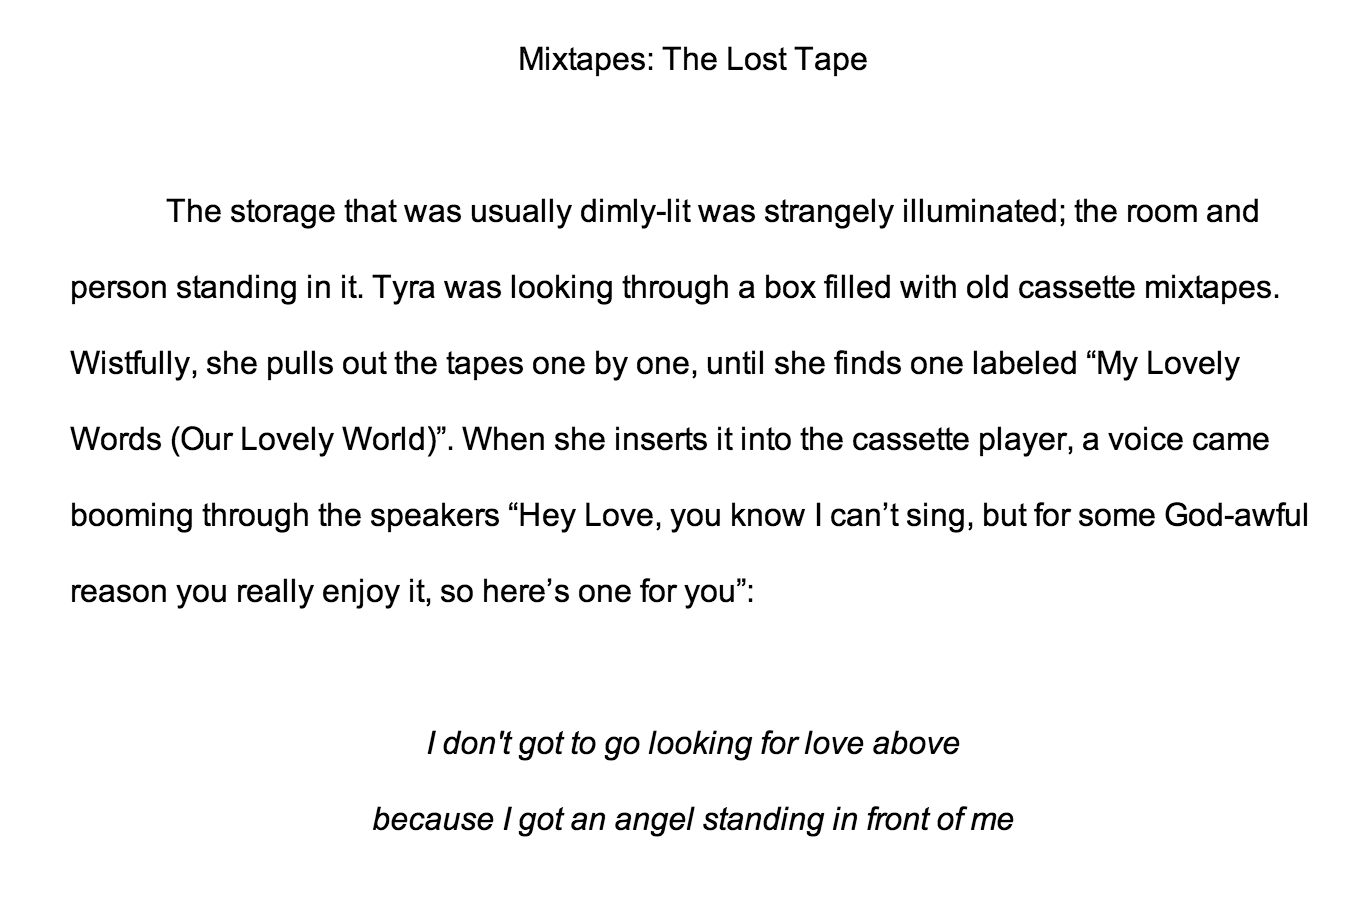 Mixtapes: The Lost Tape
The storage that was usually dimly-lit was strangely illuminated; the room and
person standing in it. Tyra was looking through a box filled with old cassette mixtapes.
Wistfully, she pulls out the tapes one by one, until she finds one labeled “My Lovely
Words (Our Lovely World)”. When she inserts it into the cassette player, a voice came
booming through the speakers “Hey Love, you know I can’t sing, but for some God-awful
reason you really enjoy it, so here’s one for you”:
I don't got to go looking for love above
because I got an angel standing in front of me